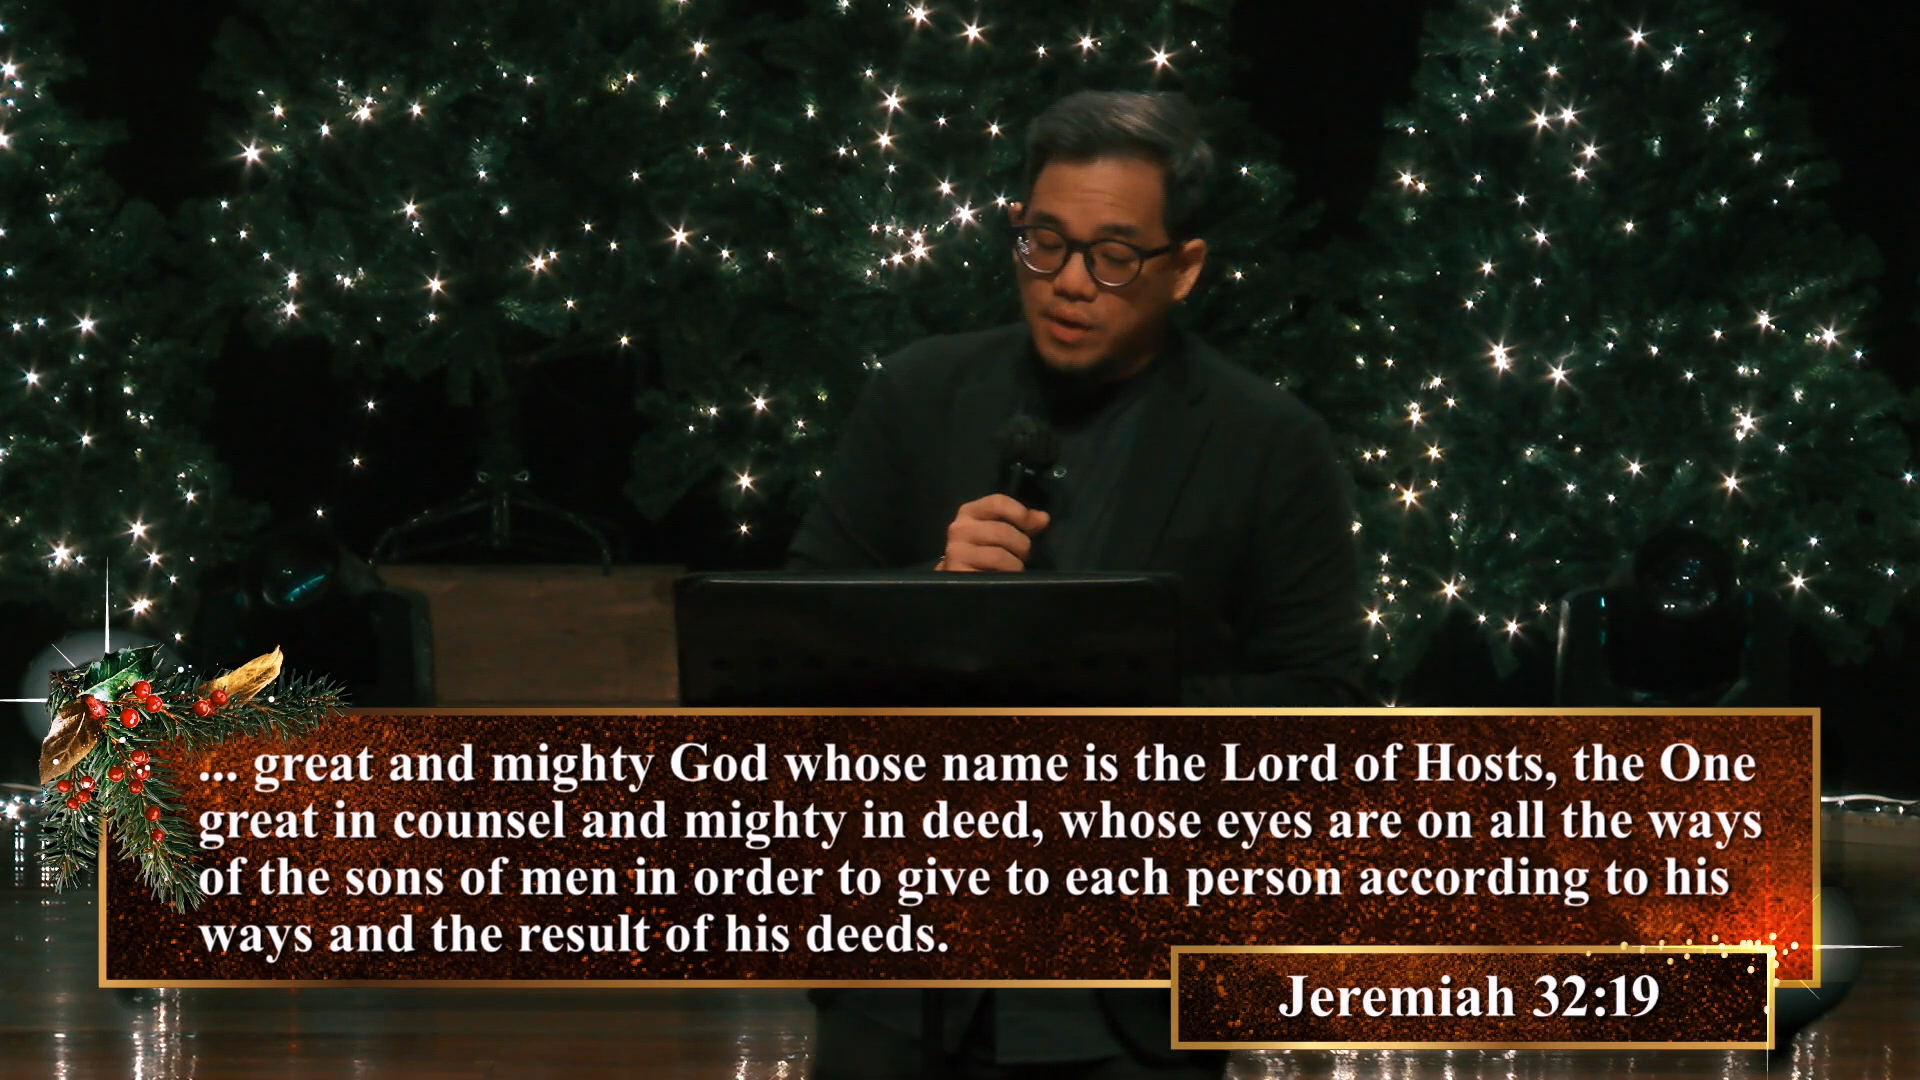 ... great and mighty God whose name is the Lord of Hosts, the One
great in counsel and mighty in deed, whose eyes are on all the ways
of the sons of men in order to give to each person according to his
ways and the result of his deeds.
Jeremiah 32:19